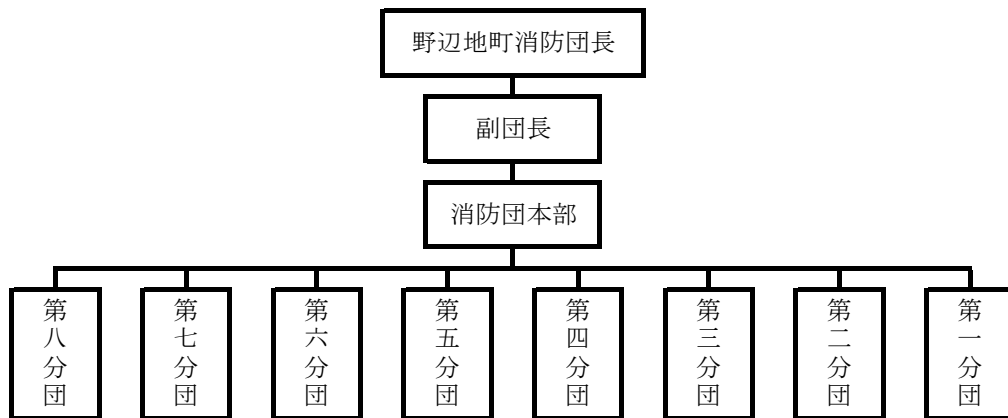 野辺地町消防団長
副団長
消防団本部
第一分団
第二分団
第三分団
第四分団
第五分団
第六分団
第七分団
第八分団